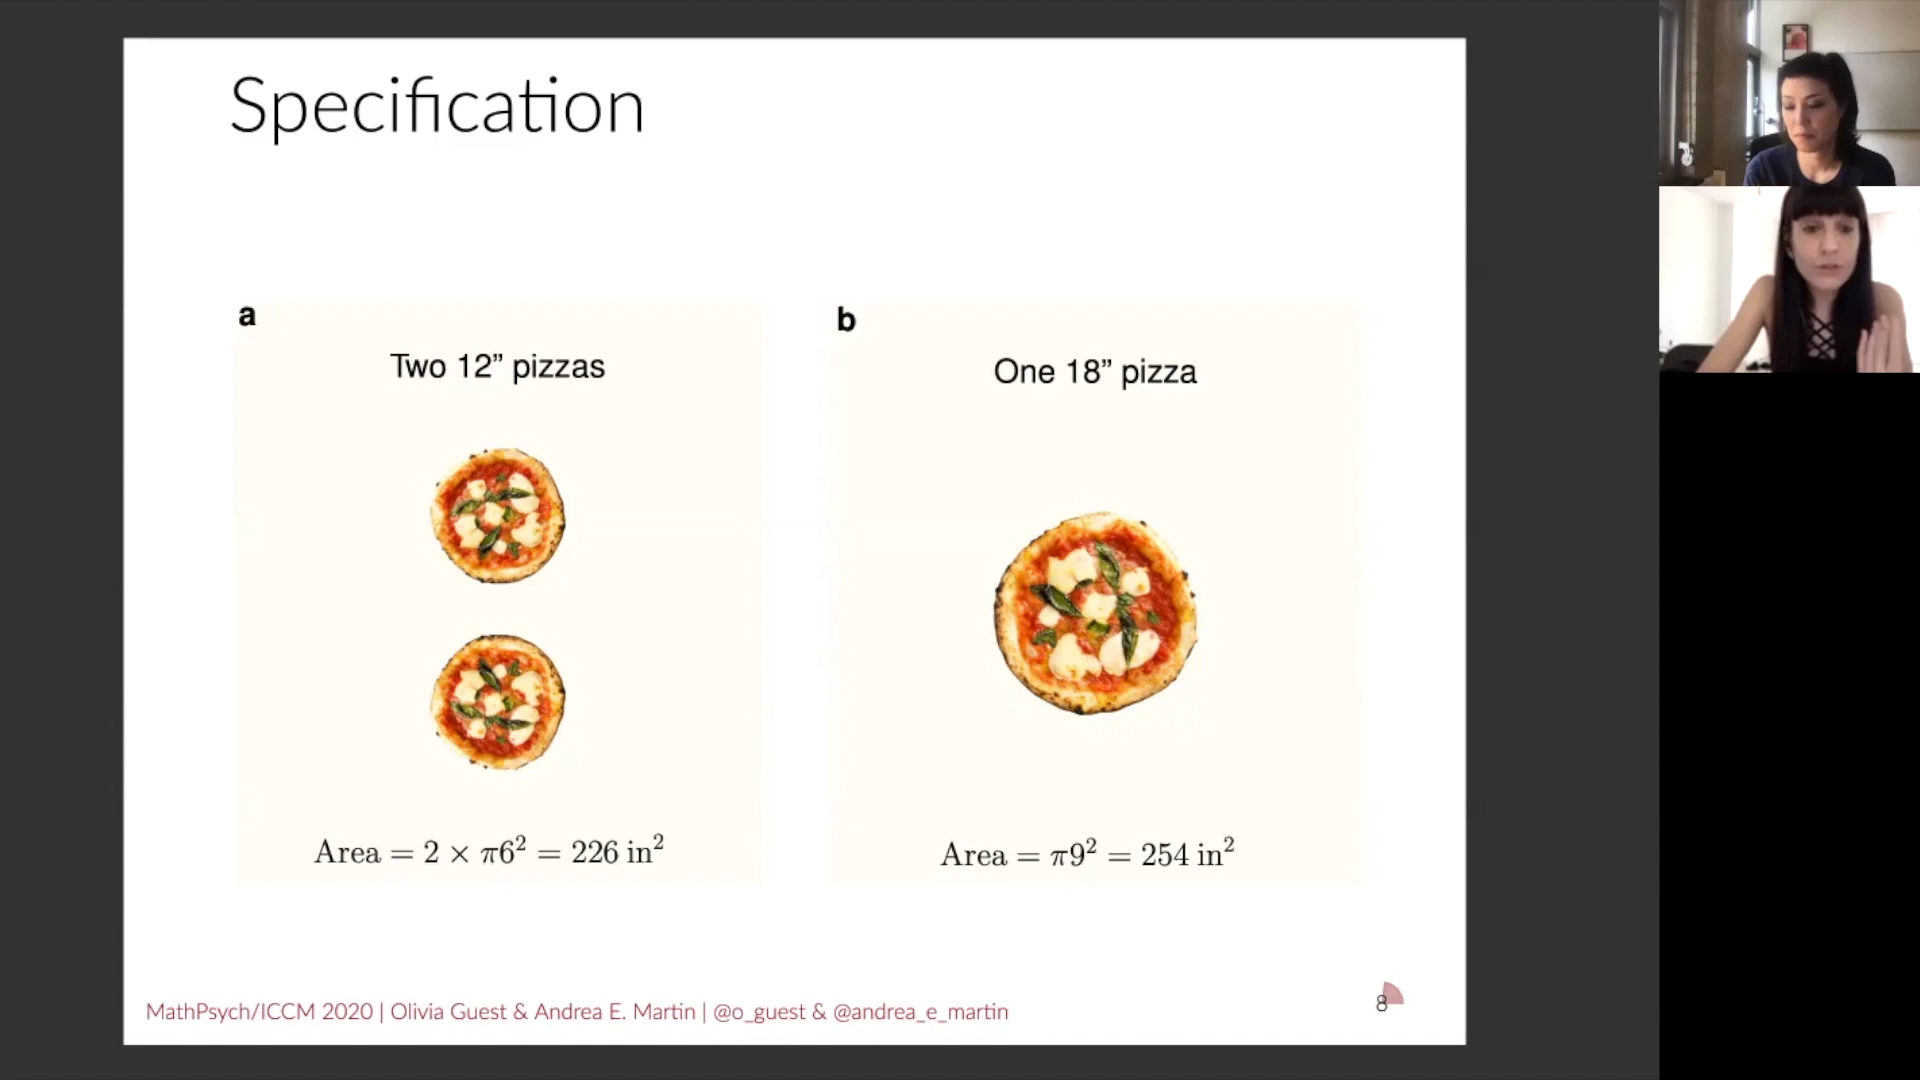 Specification
a
Two 12” pizzas
Area = 2 × π6² = 226 in²
b
One 18” pizza
Area = π9² = 254 in²
MathPsych/ICCM 2020 | Olivia Guest & Andrea E. Martin | @o_guest & @andrea_e_martin
8